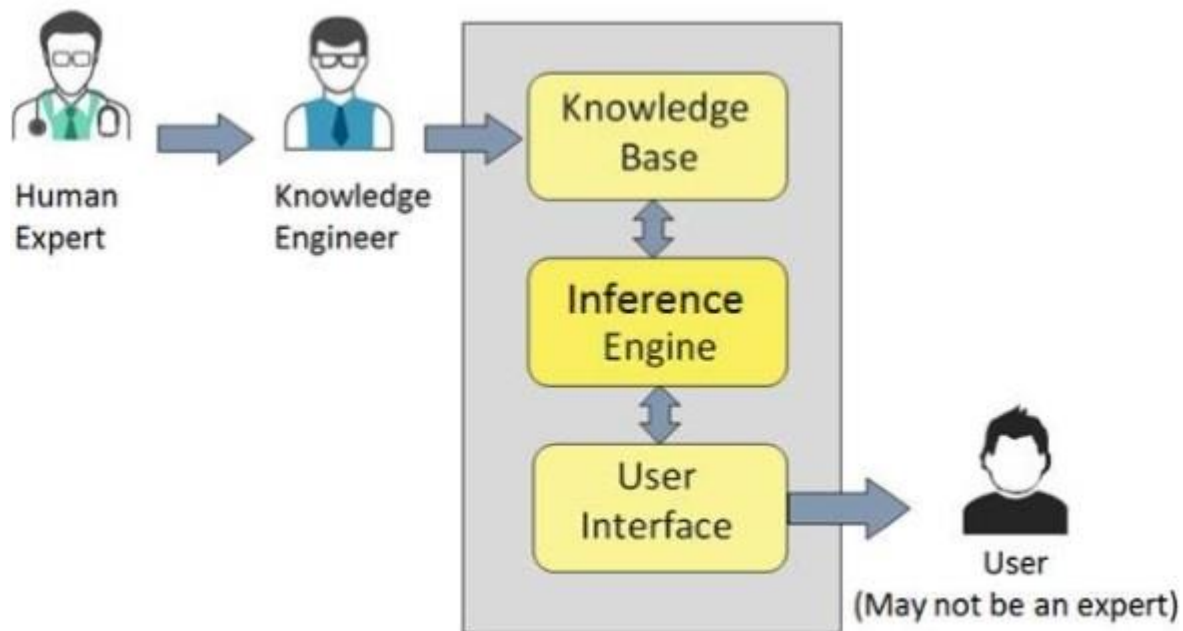 Human
Expert
Knowledge
Engineer
Knowledge
Base
Inference
Engine
User
Interface
User
(May not be an expert)